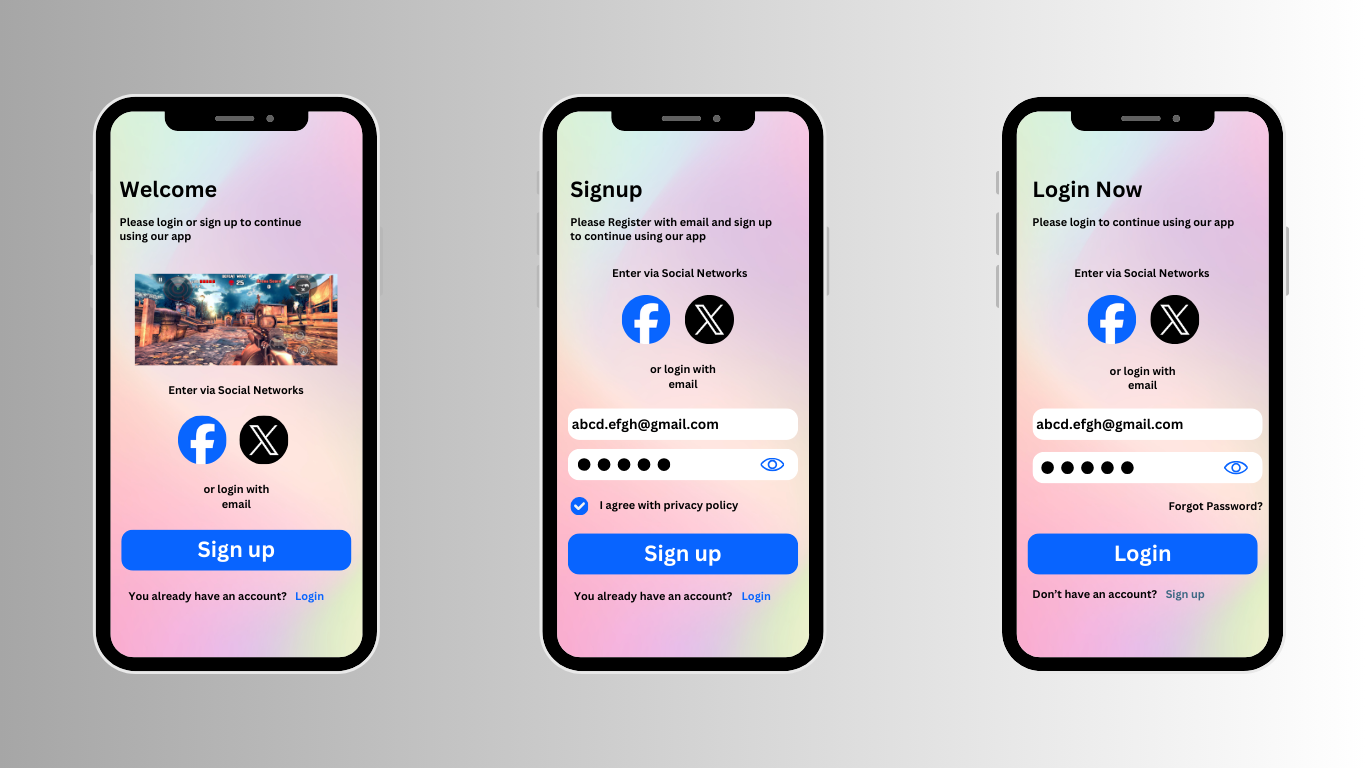 Welcome
Please login or sign up to continue
using our app
25
Enter via Social Networks
or login with
email
Sign up
You already have an account? Login
Signup
Please Register with email and sign up
to continue using our app
Enter via Social Networks
or login with
email
abcd.efgh@gmail.com
I agree with privacy policy
Sign up
You already have an account? Login
Login Now
Please login to continue using our app
Enter via Social Networks
or login with
email
abcd.efgh@gmail.com
Forgot Password?
Login
Don’t have an account? Sign up